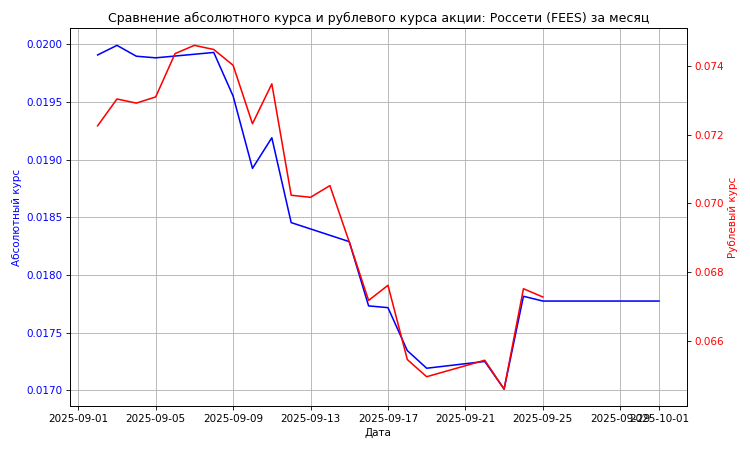 Сравнение абсолютного курса и рублевого курса акции: Россети (FEES) за месяц
0.0200
0.0195
0.0190
0.0185
0.0180
0.0175
0.0170
Абсолютный курс
0.074
0.072
0.070
0.068
0.066
Рублевый курс
2025-09-01 2025-09-05 2025-09-09 2025-09-13 2025-09-17 2025-09-21 2025-09-25 2025-09-29 2025-10-01
Дата